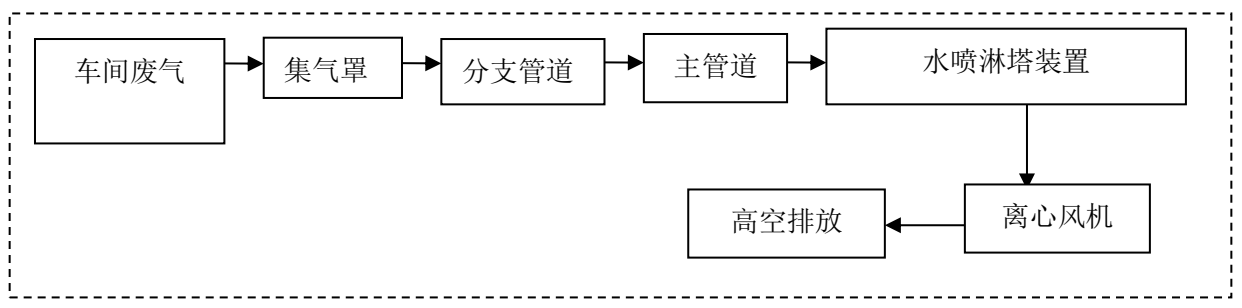 车间废气
集气罩
分支管道
主管道
水喷淋塔装置
离心风机
高空排放